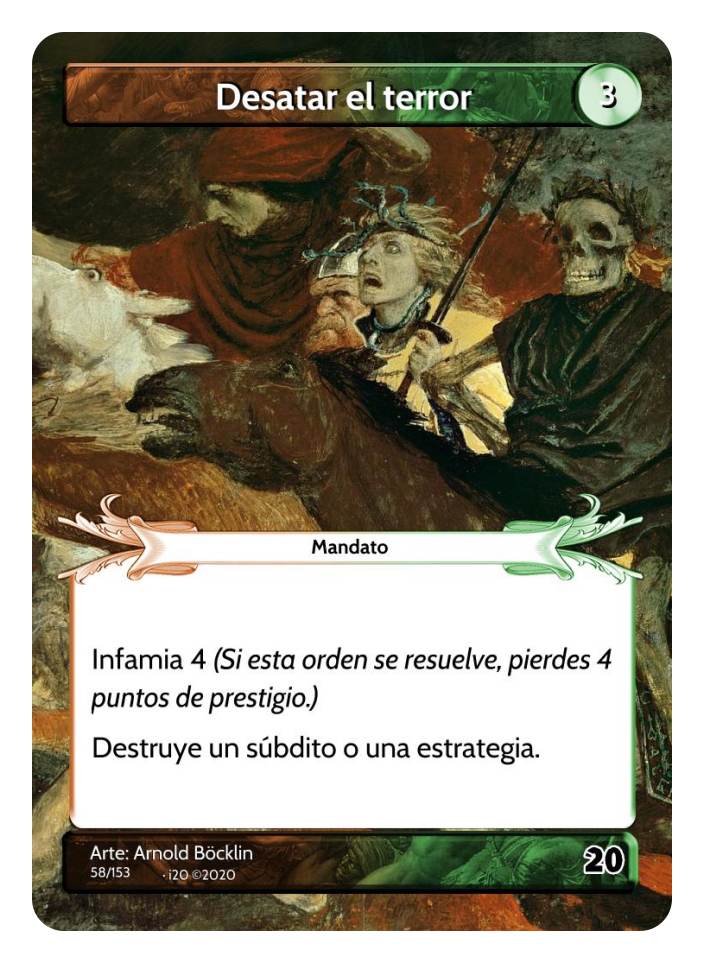 Desatar el terror
3
Mandato
Infamia 4 (Si esta orden se resuelve, pierdes 4
puntos de prestigio.)
Destruye un súbdito o una estrategia.
Arte: Arnold Böcklin
58/153 · i20 ©2020
20